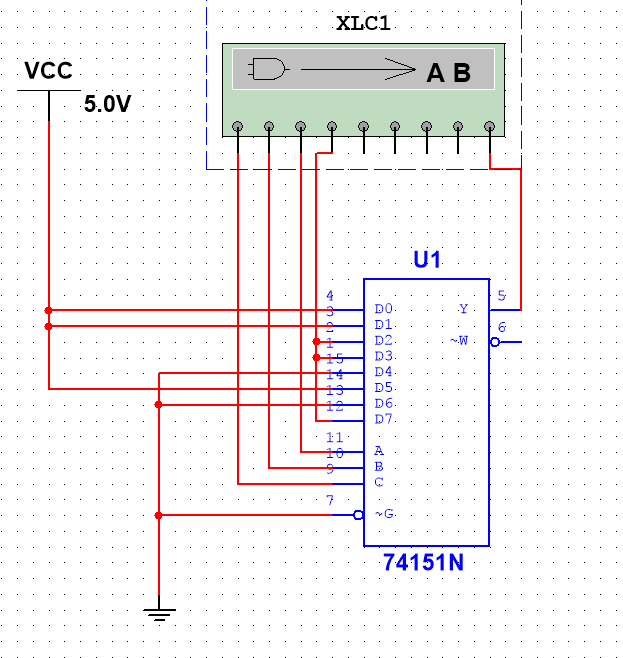 XLC1
A B
VCC
5.0V
U1
4 D0 Y 5
3 D1
2 D2 ~W 6
1 D3
15 D4
14 D5
13 D6
12 D7
11 A
10 B
9 C
7 ~G
74151N